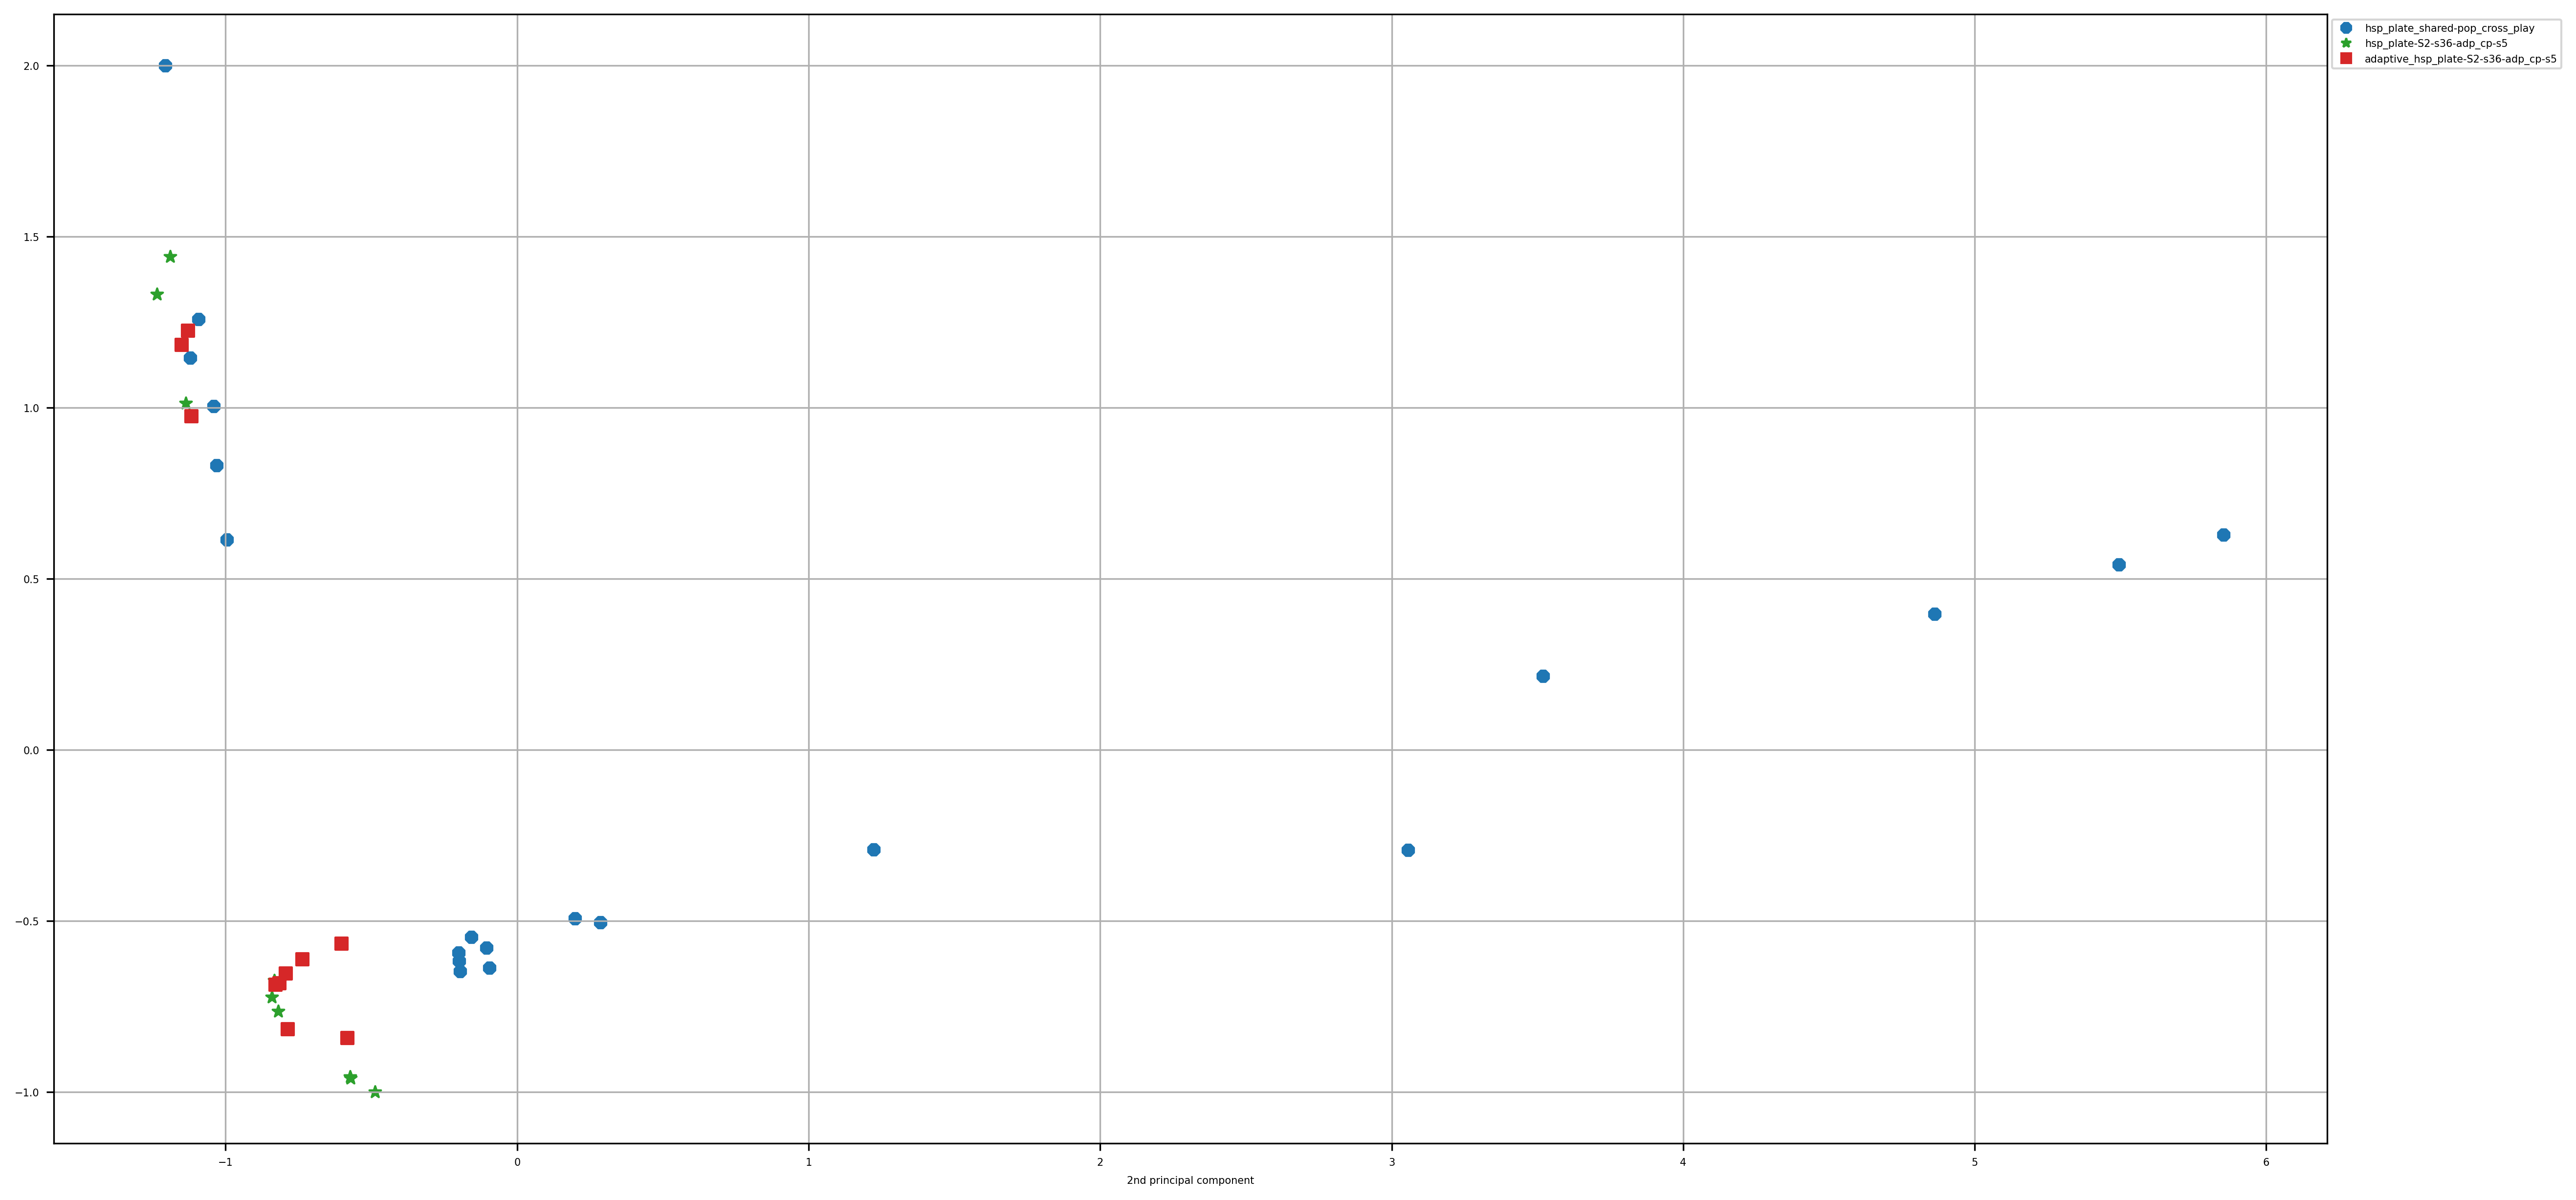 hsp_plate_shared-pop_cross_play
hsp_plate-S2-s36-adp_cp-s5
adaptive_hsp_plate-S2-s36-adp_cp-s5
2.0
1.5
1.0
0.5
0.0
−0.5
−1.0
−1 0 1 2 3 4 5 6
2nd principal component